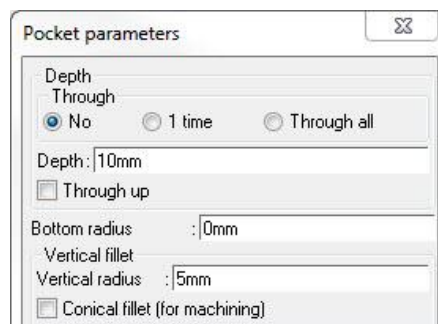 Pocket parameters
Depth
Through
No 1 time Through all
Depth: 10mm
Through up
Bottom radius : 0mm
Vertical fillet
Vertical radius : 5mm
Conical fillet (for machining)